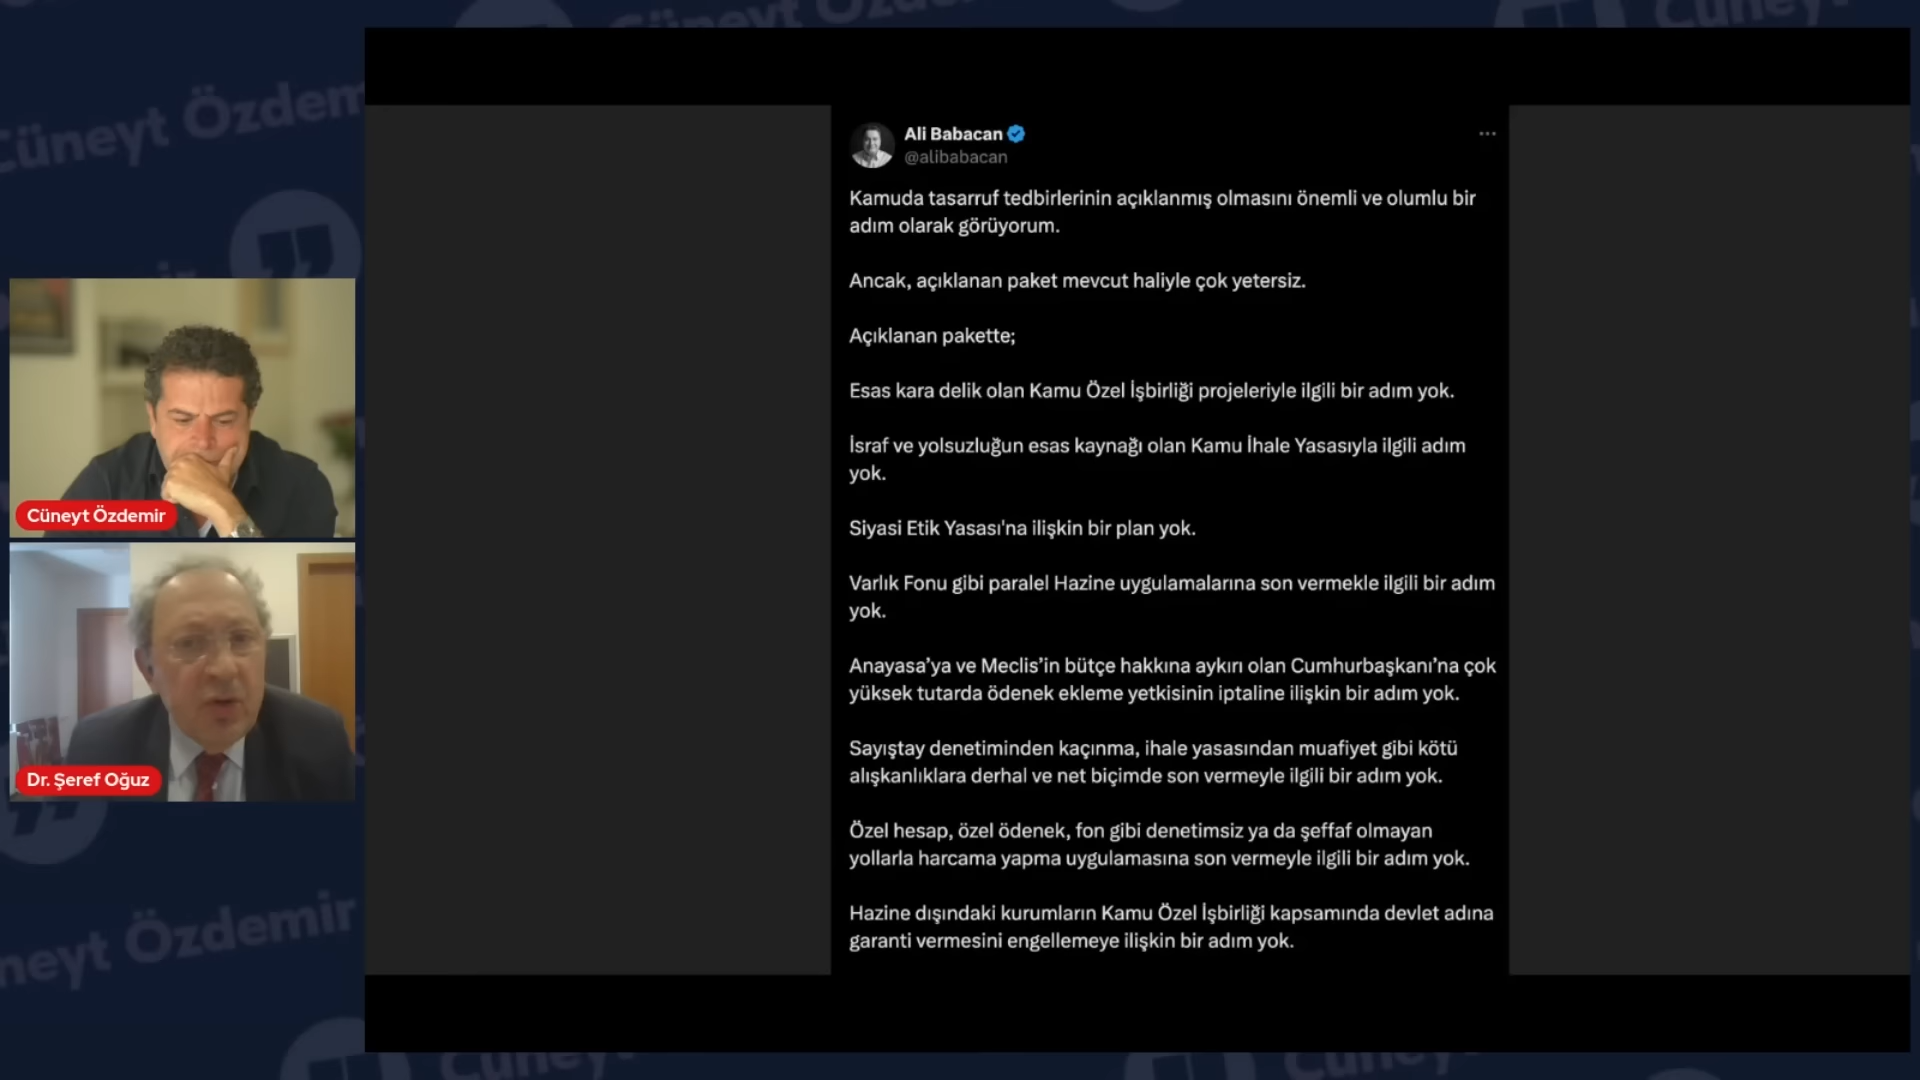 Cüneyt Özdemir
Dr. Şeref Oğuz
Ali Babacan
@alibabacan
Kamuda tasarruf tedbirlerinin açıklanmış olmasını önemli ve olumlu bir
adım olarak görüyorum.
Ancak, açıklanan paket mevcut haliyle çok yetersiz.
Açıklanan pakette;
Esas kara delik olan Kamu Özel İşbirliği projeleriyle ilgili bir adım yok.
İsraf ve yolsuzluğun esas kaynağı olan Kamu İhale Yasasıyla ilgili adım
yok.
Siyasi Etik Yasası'na ilişkin bir plan yok.
Varlık Fonu gibi paralel Hazine uygulamalarına son vermekle ilgili bir adım
yok.
Anayasa’ya ve Meclis’in bütçe hakkına aykırı olan Cumhurbaşkanı’na çok
yüksek tutarda ödenek ekleme yetkisinin iptaline ilişkin bir adım yok.
Sayıştay denetiminden kaçınma, ihale yasasından muafiyet gibi kötü
alışkanlıklara derhal ve net biçimde son vermeyle ilgili bir adım yok.
Özel hesap, özel ödenek, fon gibi denetimsiz ya da şeffaf olmayan
yollarla harcama yapma uygulamasına son vermeyle ilgili bir adım yok.
Hazine dışındaki kurumların Kamu Özel İşbirliği kapsamında devlet adına
garanti vermesini engellemeye ilişkin bir adım yok.